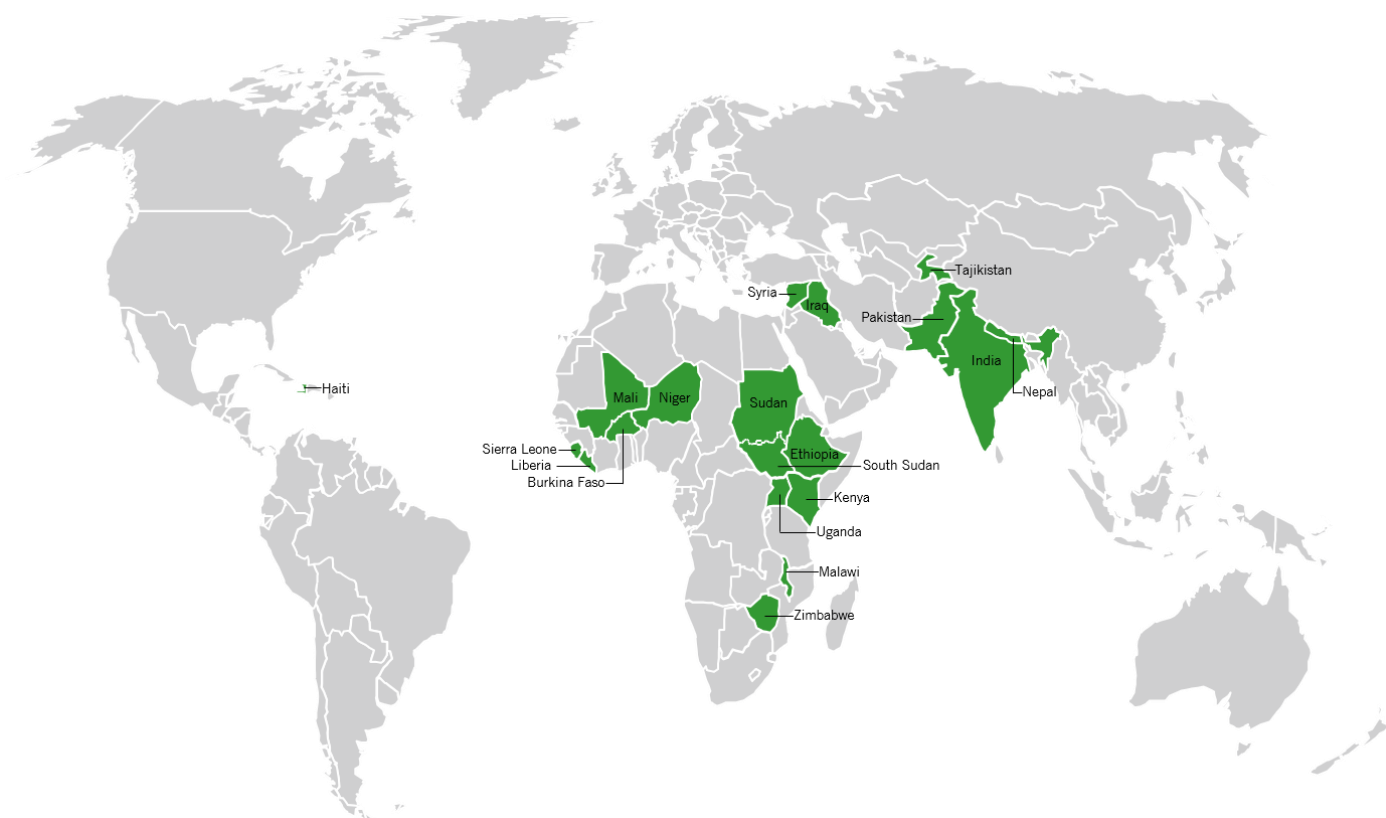 Tajikistan
Syria
Iraq
Pakistan
India
Haiti
Nepal
Mali
Niger
Sudan
Sierra Leone
Ethiopia
Liberia
South Sudan
Burkina Faso
Kenya
Uganda
Malawi
Zimbabwe